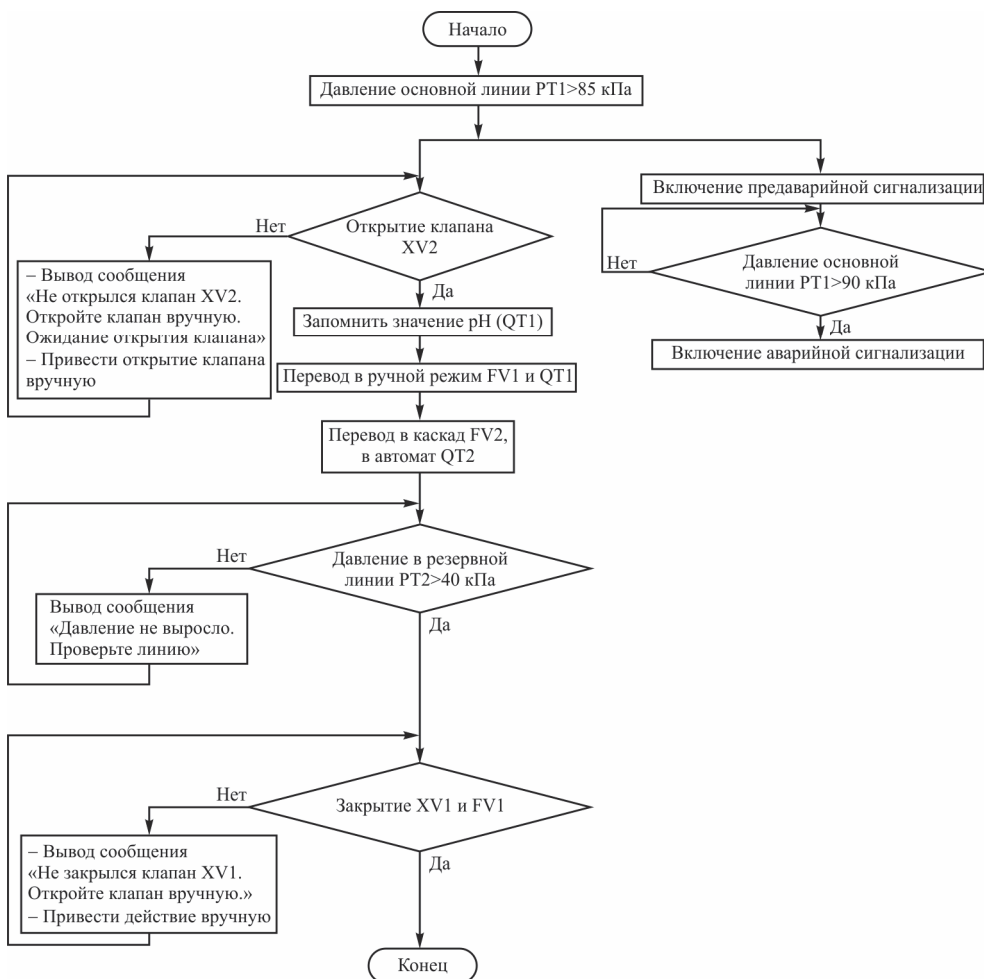 Начало
Давление основной линии PT1>85 кПа
Включение предаварийной сигнализации
Открытие клапана
XV2
Нет
Да
– Вывод сообщения
«Не открылся клапан XV2.
Откройте клапан вручную.
Ожидание открытия клапана»
– Привести открытие клапана
вручную
Давление основной
линии PT1>90 кПа
Нет
Да
Включение аварийной сигнализации
Запомнить значение pH (QT1)
Перевод в ручной режим FV1 и QT1
Перевод в каскад FV2,
в автомат QT2
Давление в резервной
линии PT2>40 кПа
Нет
Да
Вывод сообщения
«Давление не выросло.
Проверьте линию»
Закрытие XV1 и FV1
Нет
Да
– Вывод сообщения
«Не закрылся клапан XV1.
Откройте клапан вручную.»
– Привести действие вручную
Конец